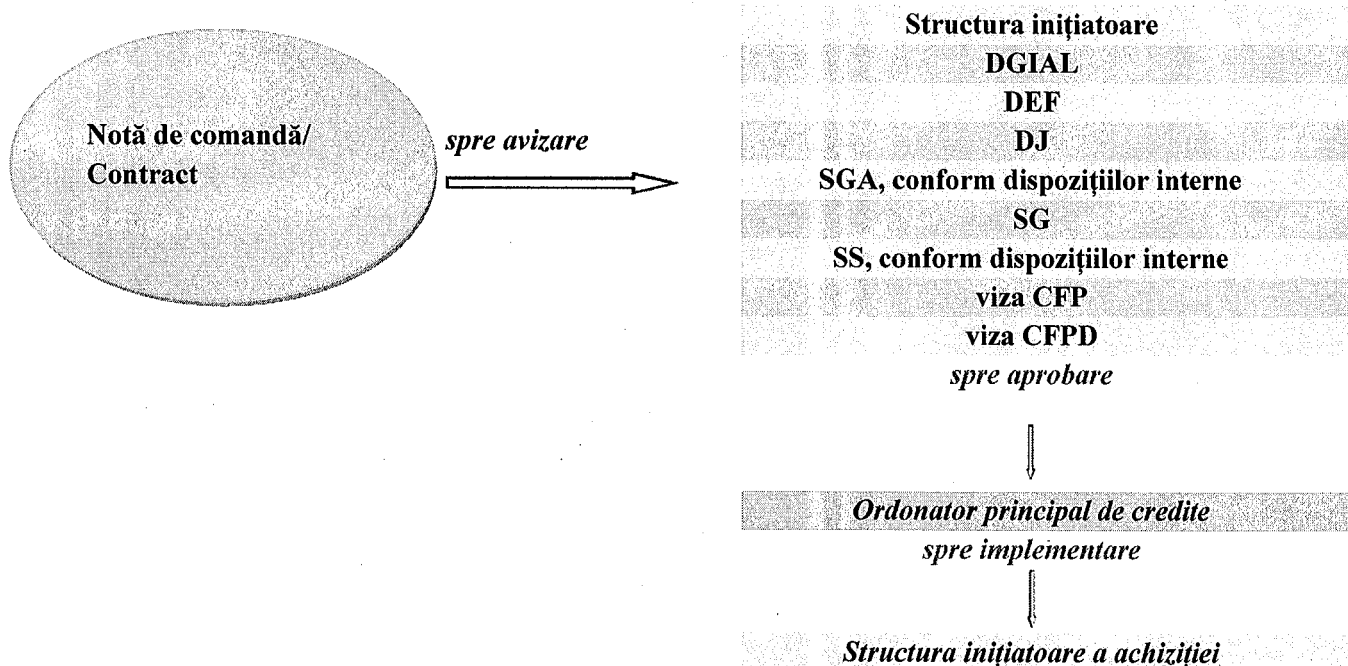 Notă de comandă/
Contract
spre avizare
Structura inițiatoare
DGIAL
DEF
DJ
SGA, conform dispozițiilor interne
SG
SS, conform dispozițiilor interne
viza CFP
viza CFPD
spre aprobare
Ordonator principal de credite
spre implementare
Structura inițiatoare a achiziției